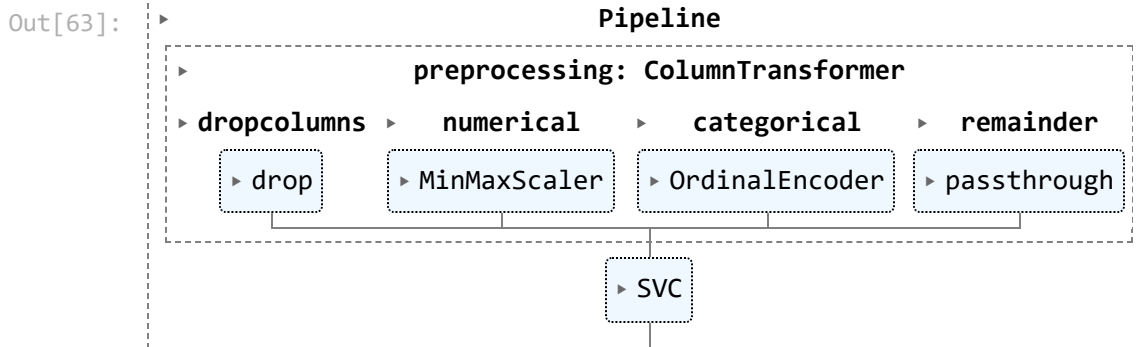 Out[63]:
▸ Pipeline
▸ preprocessing: ColumnTransformer
▸ dropcolumns ▸ numerical ▸ categorical ▸ remainder
▸ drop ▸ MinMaxScaler ▸ OrdinalEncoder ▸ passthrough
▸ SVC